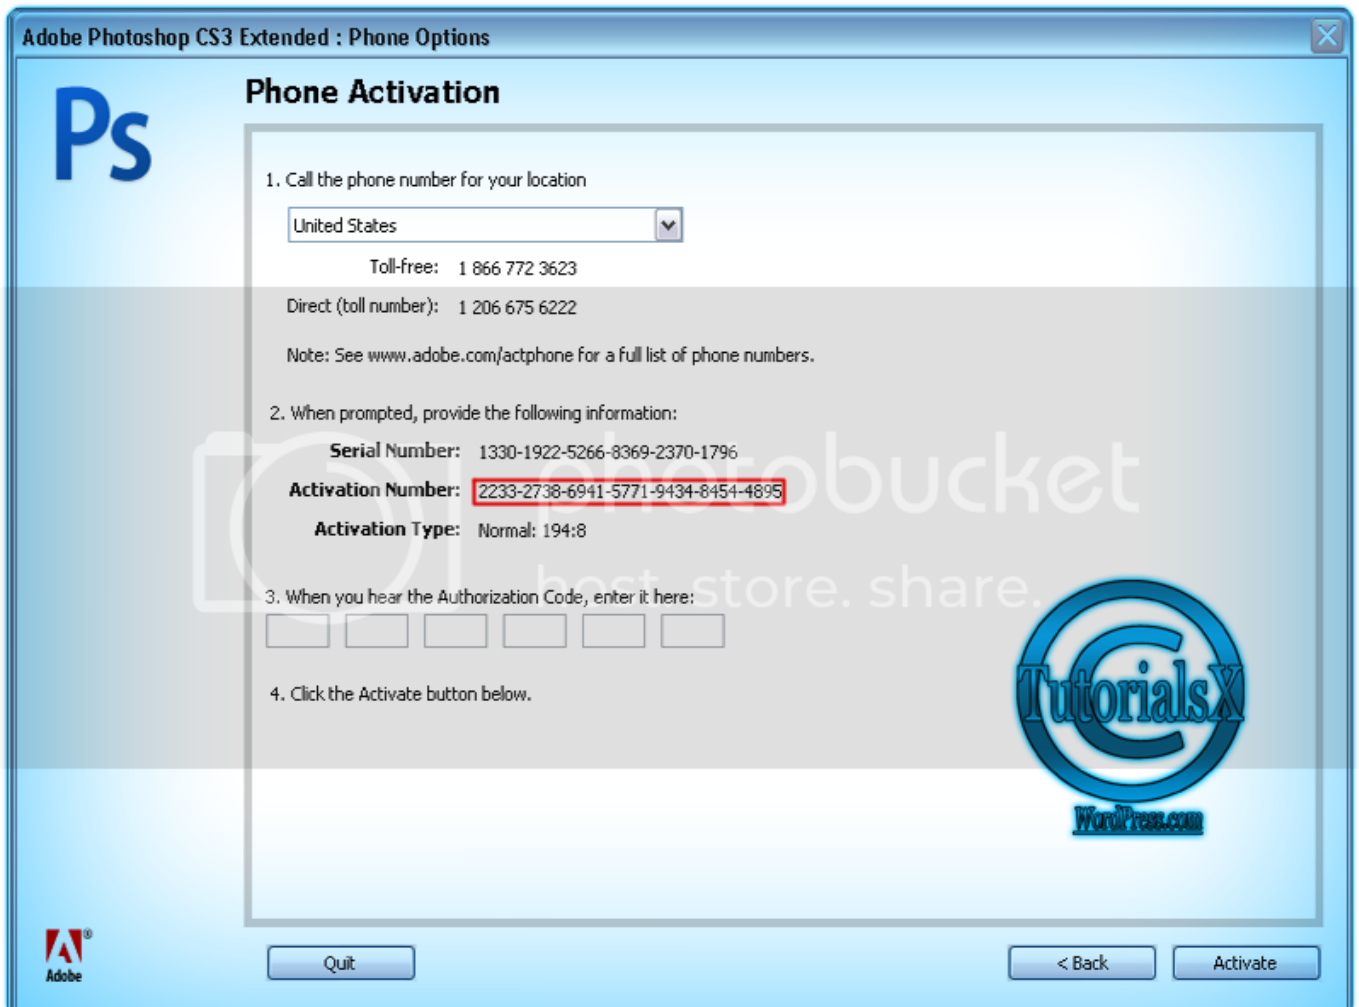 Adobe Photoshop CS3 Extended : Phone Options
Ps
Phone Activation
1. Call the phone number for your location
United States
Toll-free: 1 866 772 3623
Direct (toll number): 1 206 675 6222
Note: See www.adobe.com/actphone for a full list of phone numbers.
2. When prompted, provide the following information:
Serial Number: 1330-1922-5266-8369-2370-1796
Activation Number: 2233-2738-6941-5771-9434-8454-4895
Activation Type: Normal: 194:8
photobucket
host. store. share.
3. When you hear the Authorization Code, enter it here:
4. Click the Activate button below.
TutorialsX
WordPress.com
Adobe
Quit
< Back
Activate